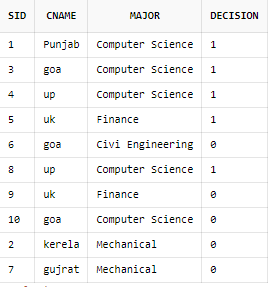 SID CNAME MAJOR DECISION
1 Punjab Computer Science 1
3 goa Computer Science 1
4 up Computer Science 1
5 uk Finance 1
6 goa Civi Engineering 0
8 up Computer Science 1
9 uk Finance 0
10 goa Computer Science 0
2 kerela Mechanical 0
7 gujrat Mechanical 0